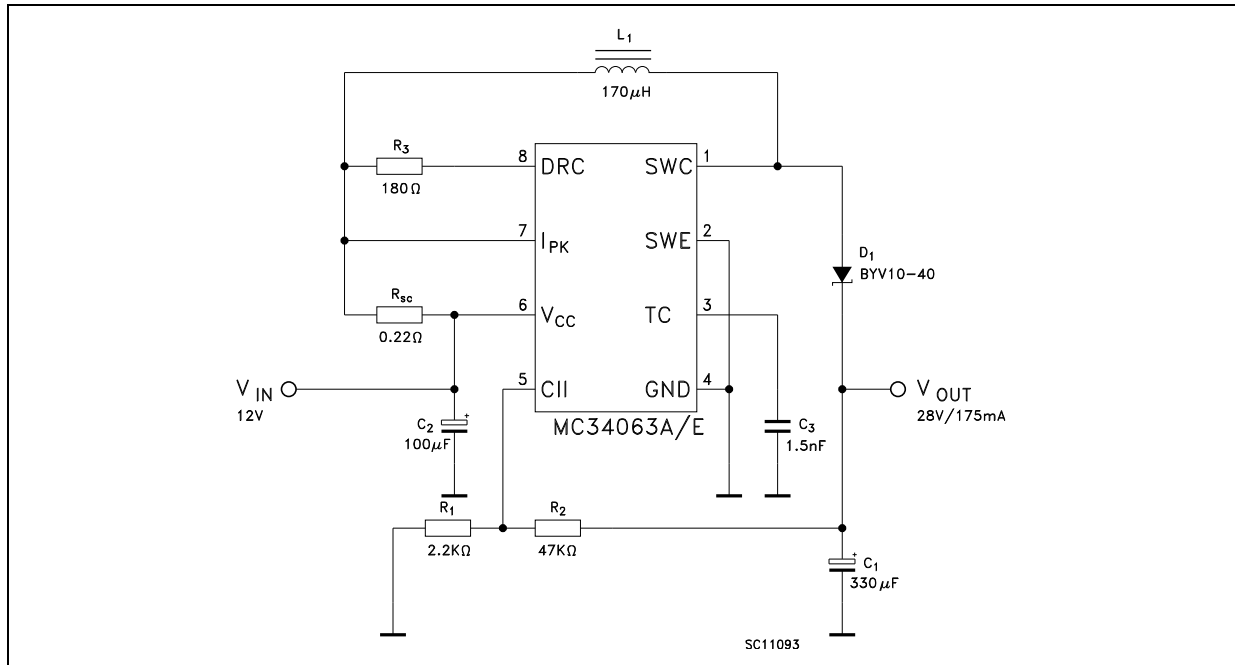 L1
170μH
R3
180Ω
8 DRC SWC 1
7 IPK SWE 2
Rsc
0.22Ω
6 VCC TC 3
5 CII GND 4
MC34063A/E
D1
BYV10-40
VIN
12V
C2
+
100μF
C3
1.5nF
VOUT
28V/175mA
R1
2.2KΩ
R2
47KΩ
+
C1
330μF
SC11093